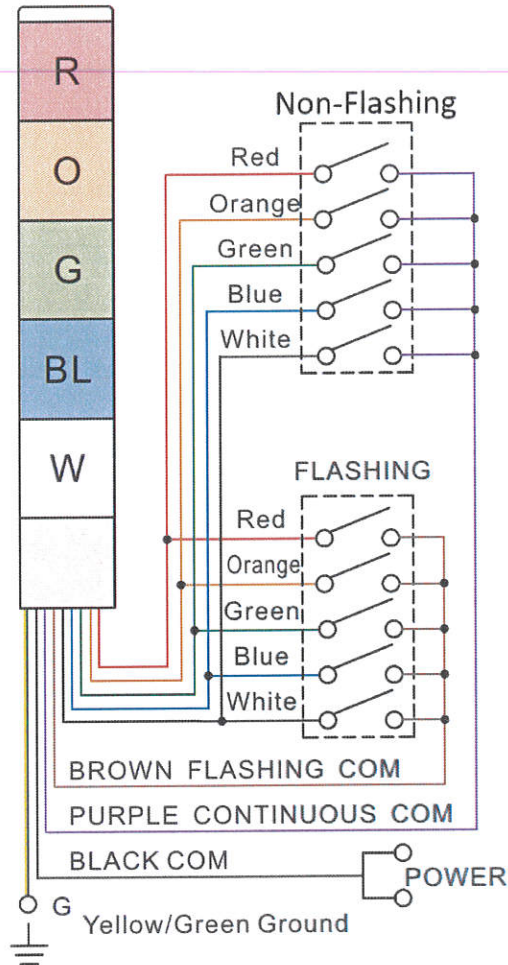 R
O
G
BL
W
Non-Flashing
Red
Orange
Green
Blue
White
FLASHING
Red
Orange
Green
Blue
White
BROWN FLASHING COM
PURPLE CONTINUOUS COM
BLACK COM
POWER
G
Yellow/Green Ground